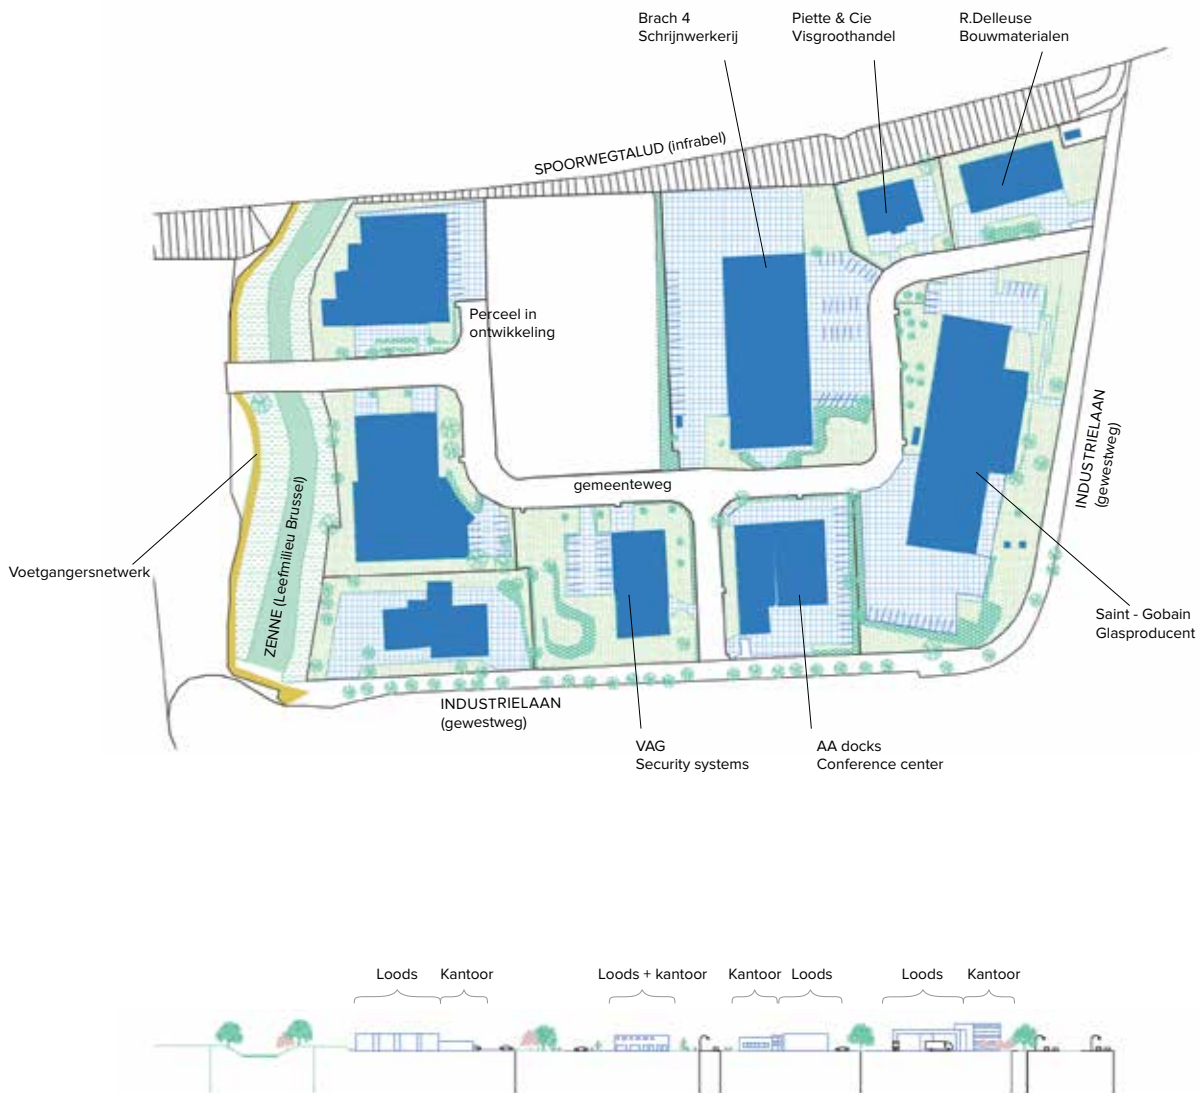 Brach 4
Schrijnwerkerij
Piette & Cie
Visgroothandel
R.Delleuse
Bouwmaterialen
SPOORWEGTALUD (infrabel)
Perceel in
ontwikkeling
gemeenteweg
INDUSTRIELAAN
(gewestweg)
ZENNE (Leefmilieu Brussel)
Voetgangersnetwerk
Saint - Gobain
Glasproducent
INDUSTRIELAAN
(gewestweg)
VAG
Security systems
AA docks
Conference center
Loods
Kantoor
Loods + kantoor
Kantoor
Loods
Loods
Kantoor